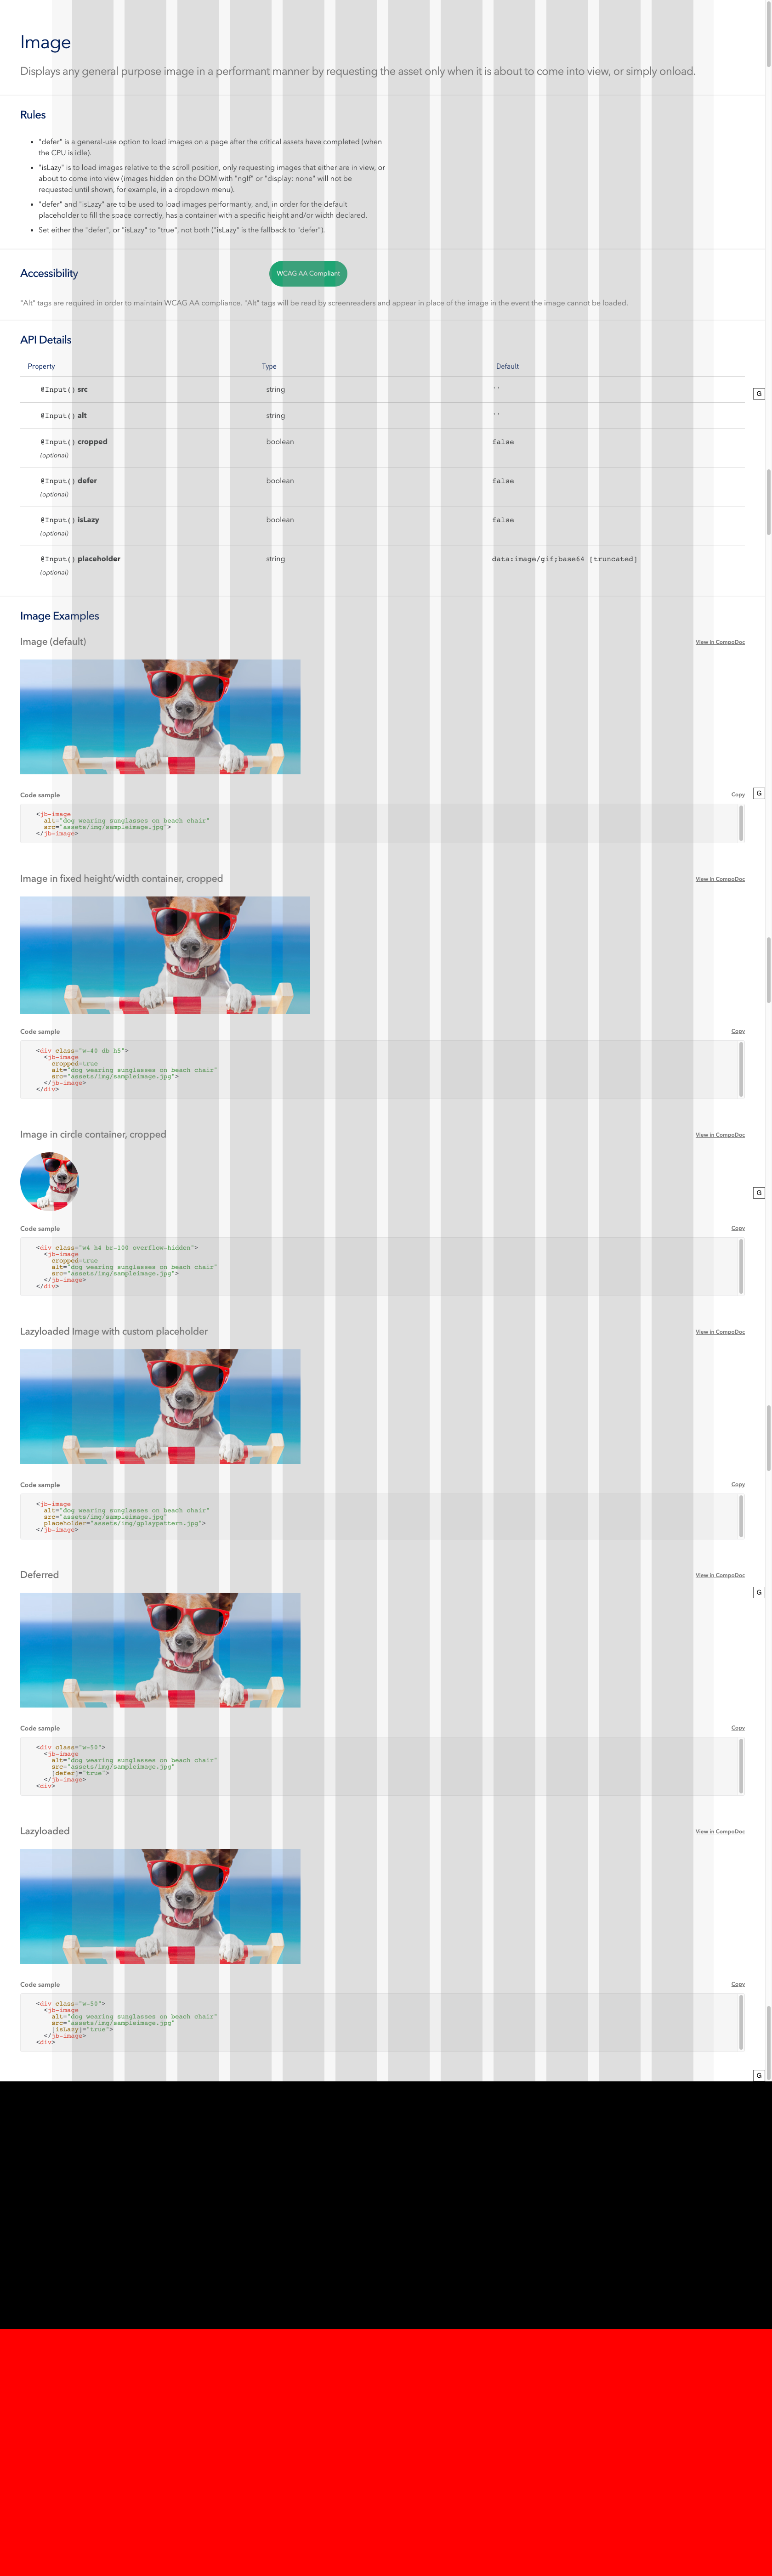 Image
Displays any general purpose image in a performant manner by requesting the asset only when it is about to come into view, or simply onload.
Rules
• "defer" is a general-use option to load images on a page after the critical assets have completed (when
the CPU is idle).
• "isLazy" is to load images relative to the scroll position, only requesting images that either are in view, or
about to come into view (images hidden on the DOM with "ngIf" or "display: none" will not be
requested until shown, for example, in a dropdown menu).
• "defer" and "isLazy" are to be used to load images performantly, and, in order for the default
placeholder to fill the space correctly, has a container with a specific height and/or width declared.
• Set either the "defer", or "isLazy" to "true", not both ("isLazy" is the fallback to "defer").
Accessibility
WCAG AA Compliant
"Alt" tags are required in order to maintain WCAG AA compliance. "Alt" tags will be read by screenreaders and appear in place of the image in the event the image cannot be loaded.
API Details
Property Type Default
@Input() src string ''
G
@Input() alt string ''
@Input() cropped boolean false
(optional)
@Input() defer boolean false
(optional)
@Input() isLazy boolean false
(optional)
@Input() placeholder string data:image/gif;base64 [truncated]
(optional)
Image Examples
Image (default) View in CompoDoc
Code sample Copy
G
<jb-image
alt="dog wearing sunglasses on beach chair"
src="assets/img/sampleimage.jpg">
</jb-image>
Image in fixed height/width container, cropped View in CompoDoc
Code sample Copy
<div class="w-40 db h5">
<jb-image
cropped=true
alt="dog wearing sunglasses on beach chair"
src="assets/img/sampleimage.jpg">
</jb-image>
</div>
Image in circle container, cropped View in CompoDoc
G
Code sample Copy
<div class="w4 h4 br-100 overflow-hidden">
<jb-image
cropped=true
alt="dog wearing sunglasses on beach chair"
src="assets/img/sampleimage.jpg">
</jb-image>
</div>
Lazyloaded Image with custom placeholder View in CompoDoc
Code sample Copy
<jb-image
alt="dog wearing sunglasses on beach chair"
src="assets/img/sampleimage.jpg"
placeholder="assets/img/gplaypattern.jpg">
</jb-image>
Deferred View in CompoDoc
G
Code sample Copy
<div class="w-50">
<jb-image
alt="dog wearing sunglasses on beach chair"
src="assets/img/sampleimage.jpg"
[defer]="true">
</jb-image>
<div>
Lazyloaded View in CompoDoc
Code sample Copy
<div class="w-50">
<jb-image
alt="dog wearing sunglasses on beach chair"
src="assets/img/sampleimage.jpg"
[isLazy]="true">
</jb-image>
<div>
G